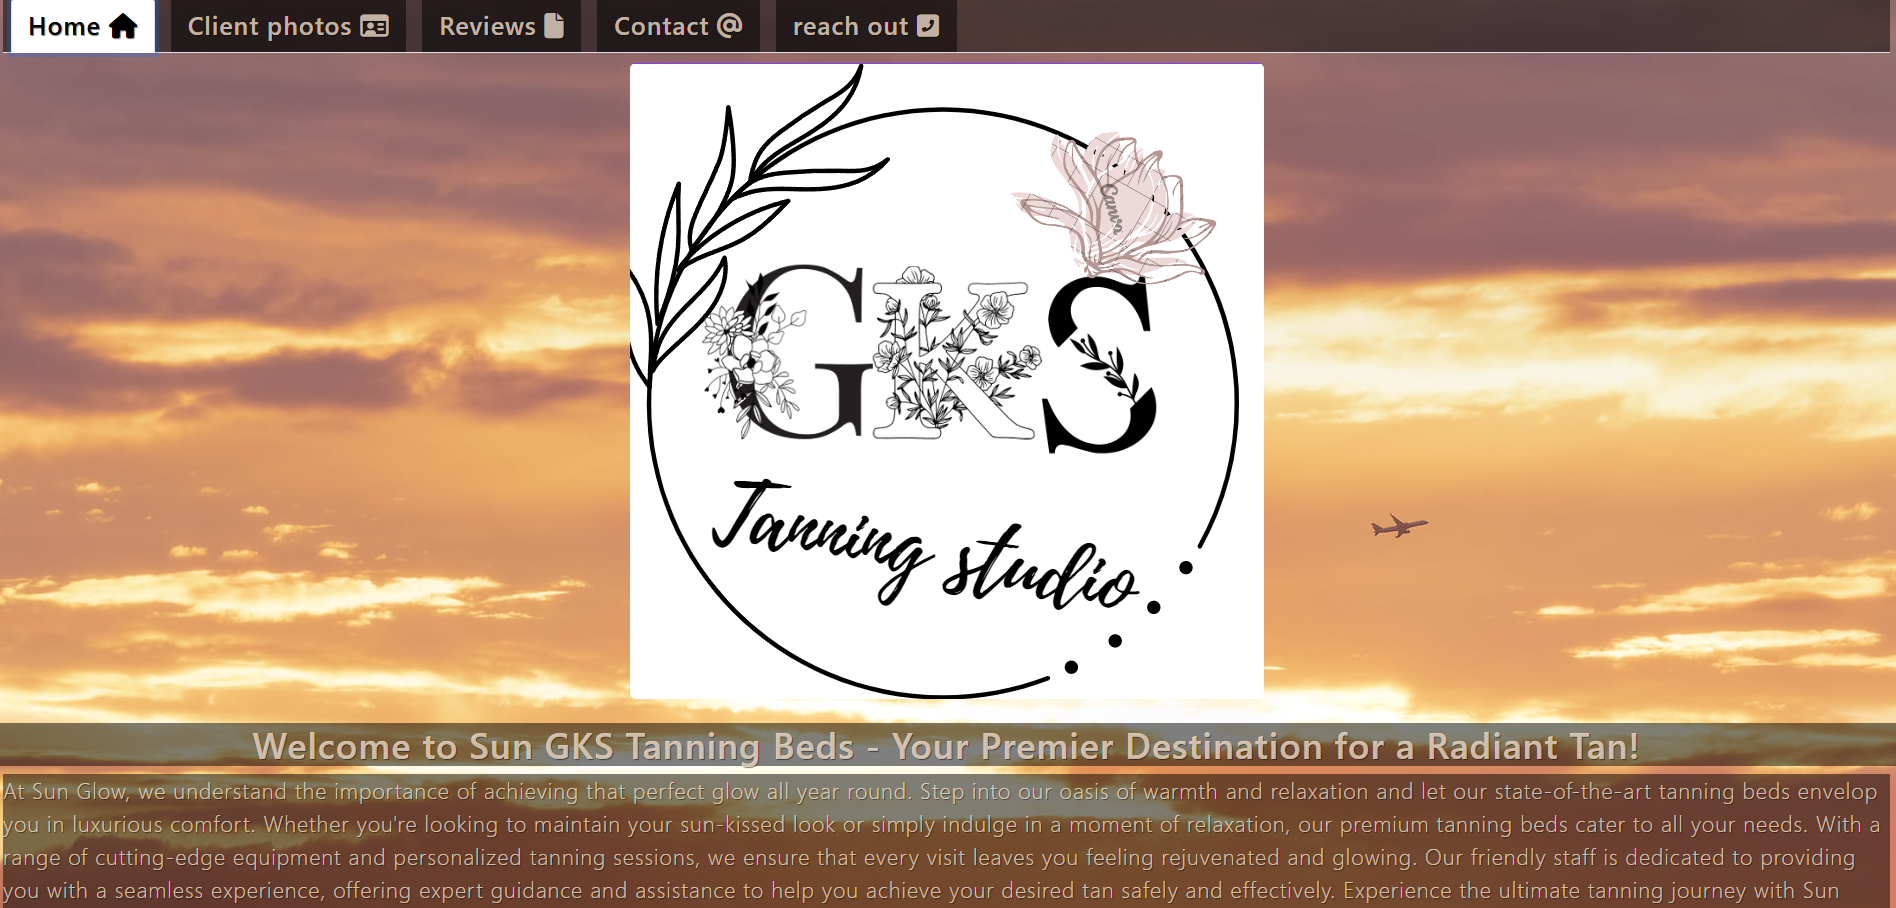 Home
Client photos
Reviews
Contact
reach out
Canva
GKS
Tanning studio
Welcome to Sun GKS Tanning Beds - Your Premier Destination for a Radiant Tan!
At Sun Glow, we understand the importance of achieving that perfect glow all year round. Step into our oasis of warmth and relaxation and let our state-of-the-art tanning beds envelop
you in luxurious comfort. Whether you're looking to maintain your sun-kissed look or simply indulge in a moment of relaxation, our premium tanning beds cater to all your needs. With a
range of cutting-edge equipment and personalized tanning sessions, we ensure that every visit leaves you feeling rejuvenated and glowing. Our friendly staff is dedicated to providing
you with a seamless experience, offering expert guidance and assistance to help you achieve your desired tan safely and effectively. Experience the ultimate tanning journey with Sun